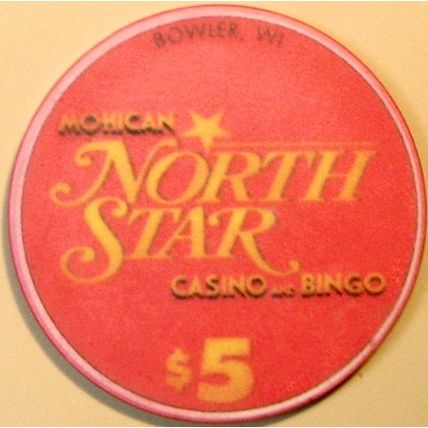 BOWLER, WI
MOHICAN
NORTH
STAR
CASINO AND BINGO
$5